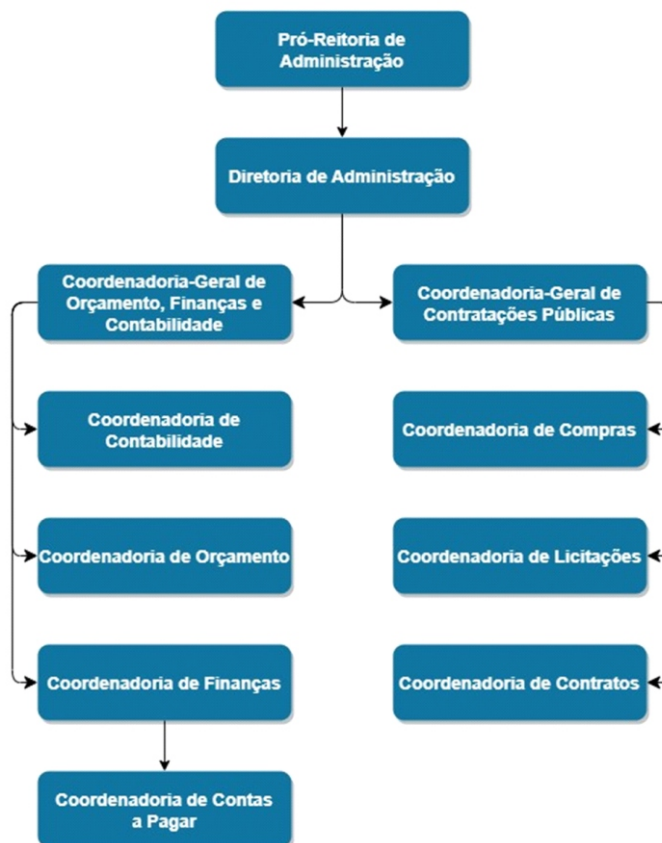 Pró-Reitoria de
Administração
Diretoria de Administração
Coordenadoria-Geral de
Orçamento, Finanças e
Contabilidade
Coordenadoria-Geral de
Contratações Públicas
Coordenadoria de
Contabilidade
Coordenadoria de Compras
Coordenadoria de Orçamento
Coordenadoria de Licitações
Coordenadoria de Finanças
Coordenadoria de Contratos
Coordenadoria de Contas
a Pagar